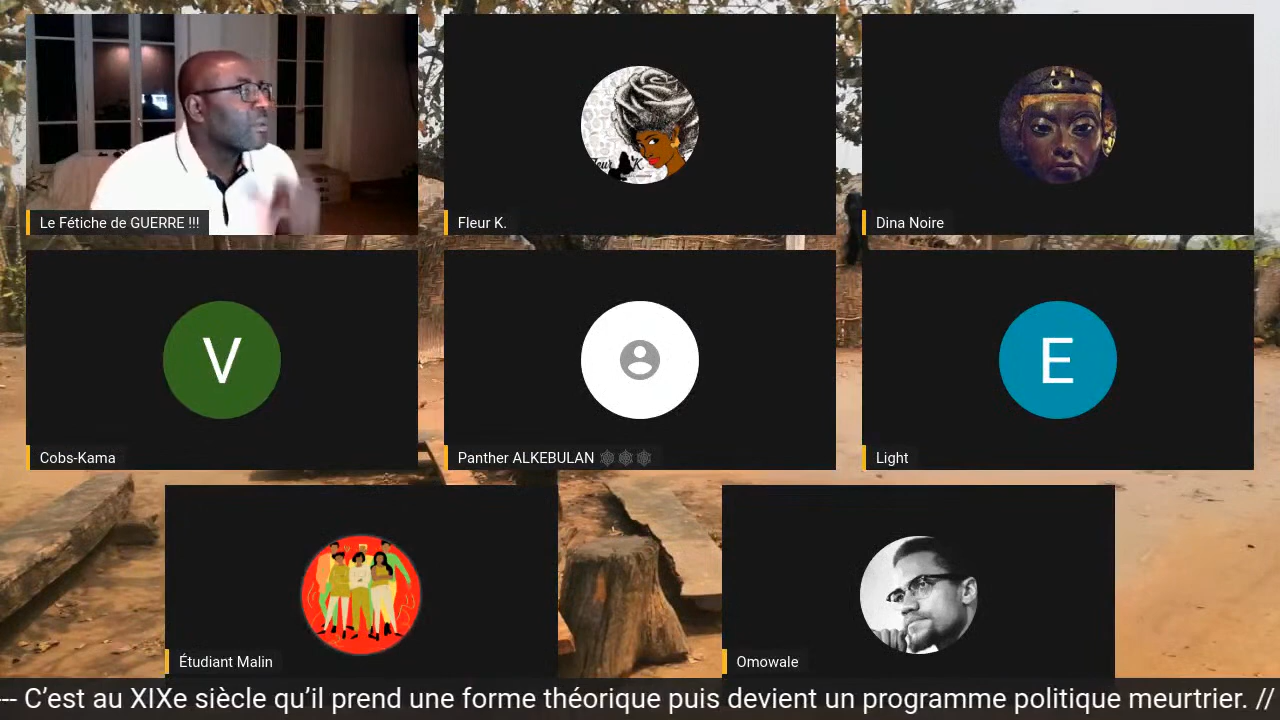 Le Fétiche de GUERRE !!!
Fleur K.
Dina Noire
V
Cobs-Kama
Panther ALKEBULAN 🕸🕸🕸
E
Light
Étudiant Malin
Omowale
-- C’est au XIXe siècle qu’il prend une forme théorique puis devient un programme politique meurtrier. //